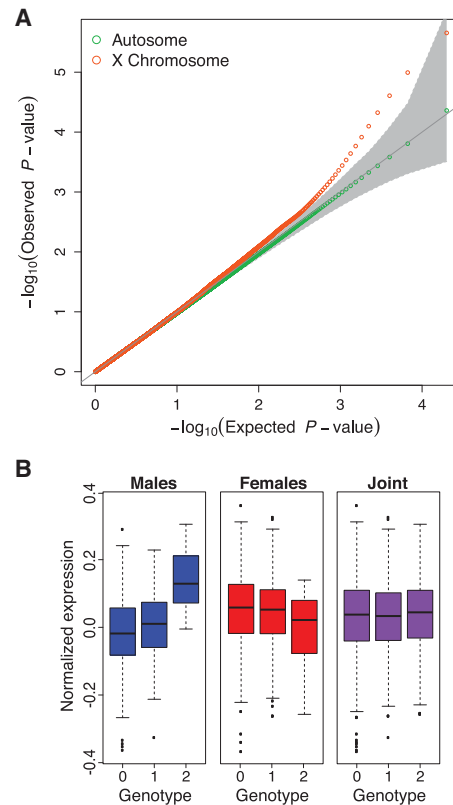 A
Autosome
X Chromosome
5
4
3
2
1
0
−log10(Observed P−value)
0 1 2 3 4
−log10(Expected P−value)
B
Males Females Joint
0.4
0.2
0.0
-0.2
-0.4
Normalized expression
0 1 2 0 1 2 0 1 2
Genotype Genotype Genotype